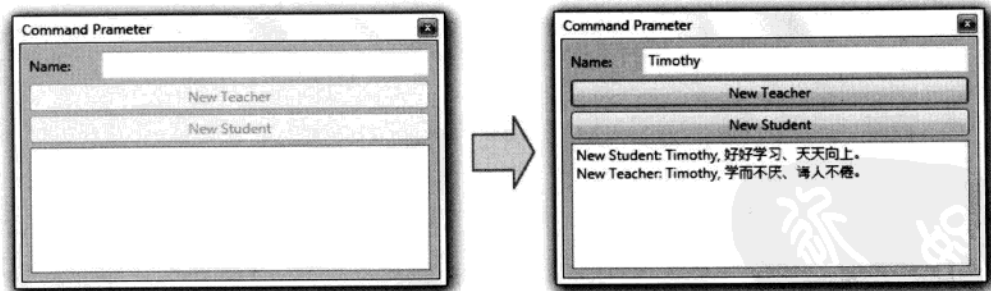 Command Prameter
Name:
New Teacher
New Student
Command Prameter
Name: Timothy
New Teacher
New Student
New Student: Timothy, 好好学习、天天向上。
New Teacher: Timothy, 学而不厌、诲人不倦。